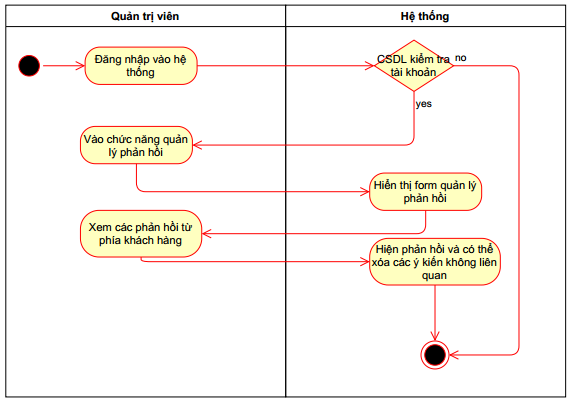 Quản trị viên
Hệ thống
Đăng nhập vào hệ
thống
CSDL kiểm tra
tài khoản
no
yes
Vào chức năng quản
lý phản hồi
Hiển thị form quản lý
phản hồi
Xem các phản hồi từ
phía khách hàng
Hiện phản hồi và có thể
xóa các ý kiến không liên
quan